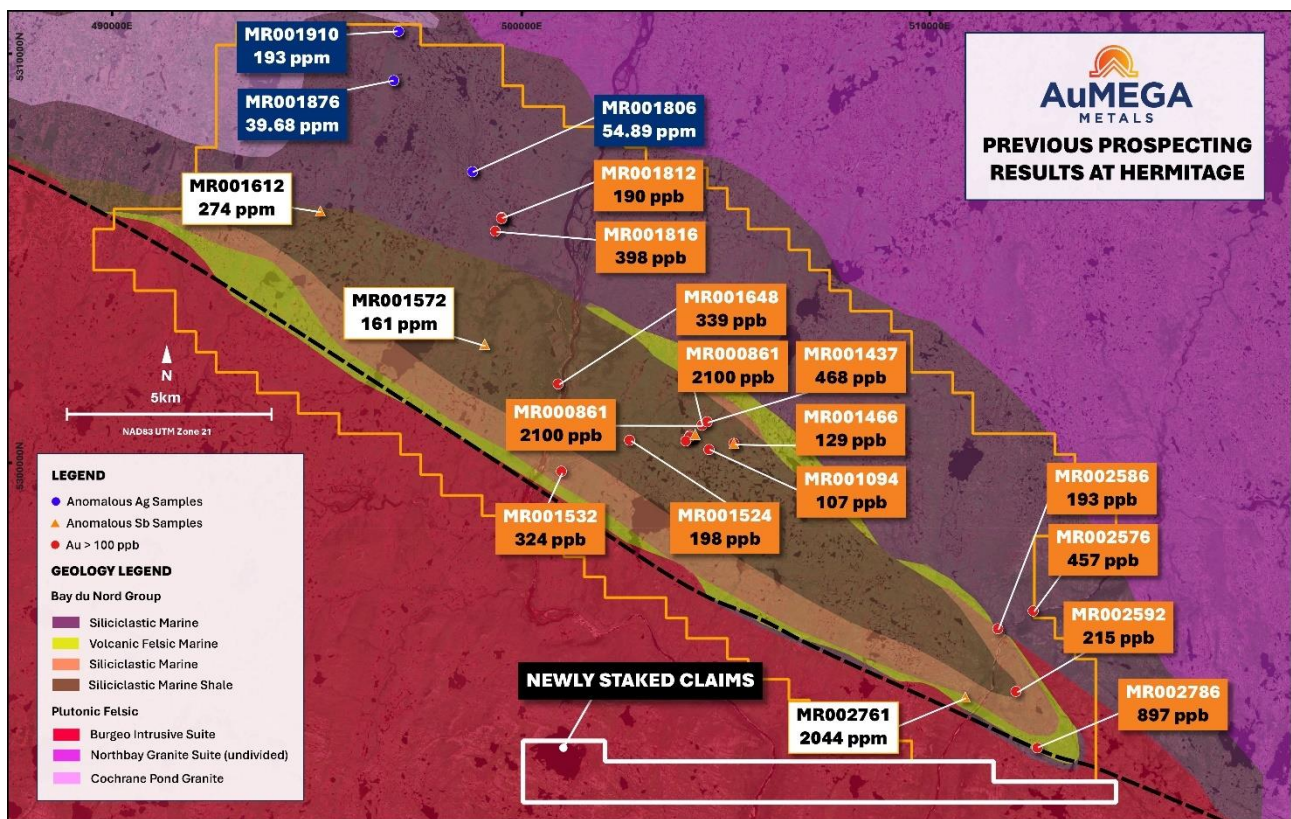 490000E
500000E
510000E
5310000N
5300000N
AuMEGA
METALS
PREVIOUS PROSPECTING
RESULTS AT HERMITAGE
MR001910
193 ppm
MR001876
39.68 ppm
MR001806
54.89 ppm
MR001612
274 ppm
MR001812
190 ppb
MR001816
398 ppb
MR001572
161 ppm
MR001648
339 ppb
MR000861
2100 ppb
MR001437
468 ppb
MR000861
2100 ppb
MR001466
129 ppb
MR001094
107 ppb
MR001532
324 ppb
MR001524
198 ppb
MR002586
193 ppb
MR002576
457 ppb
MR002592
215 ppb
MR002786
897 ppb
MR002761
2044 ppm
NEWLY STAKED CLAIMS
N
5km
NAD83 UTM Zone 21
LEGEND
Anomalous Ag Samples
Anomalous Sb Samples
Au > 100 ppb
GEOLOGY LEGEND
Bay du Nord Group
Siliciclastic Marine
Volcanic Felsic Marine
Siliciclastic Marine
Siliciclastic Marine Shale
Plutonic Felsic
Burgeo Intrusive Suite
Northbay Granite Suite (undivided)
Cochrane Pond Granite